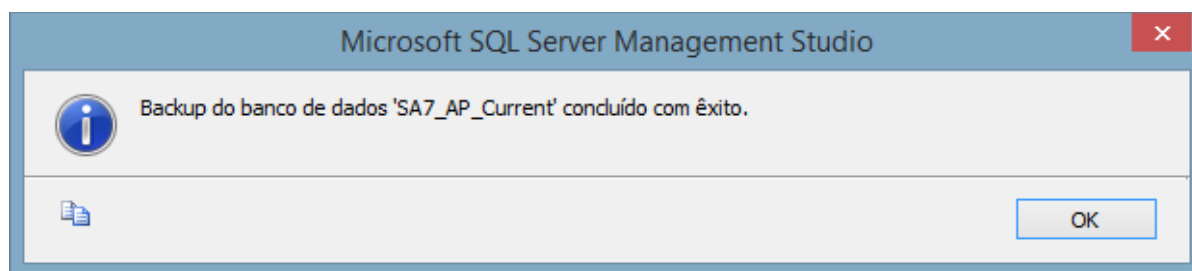 Microsoft SQL Server Management Studio
Backup do banco de dados 'SA7_AP_Current' concluído com êxito.
OK